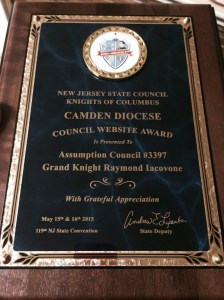 NEW JERSEY STATE COUNCIL
KNIGHTS OF COLUMBUS
CAMDEN DIOCESE
COUNCIL WEBSITE AWARD
Is Presented To
Assumption Council #3397
Grand Knight Raymond Iacovone
With Grateful Appreciation
May 15th & 16th 2015
119th NJ State Convention
State Deputy